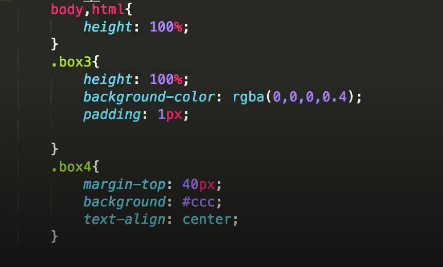 body,html{
height: 100%;
}
.box3{
height: 100%;
background-color: rgba(0,0,0,0.4);
padding: 1px;
}
.box4{
margin-top: 40px;
background: #ccc;
text-align: center;
}